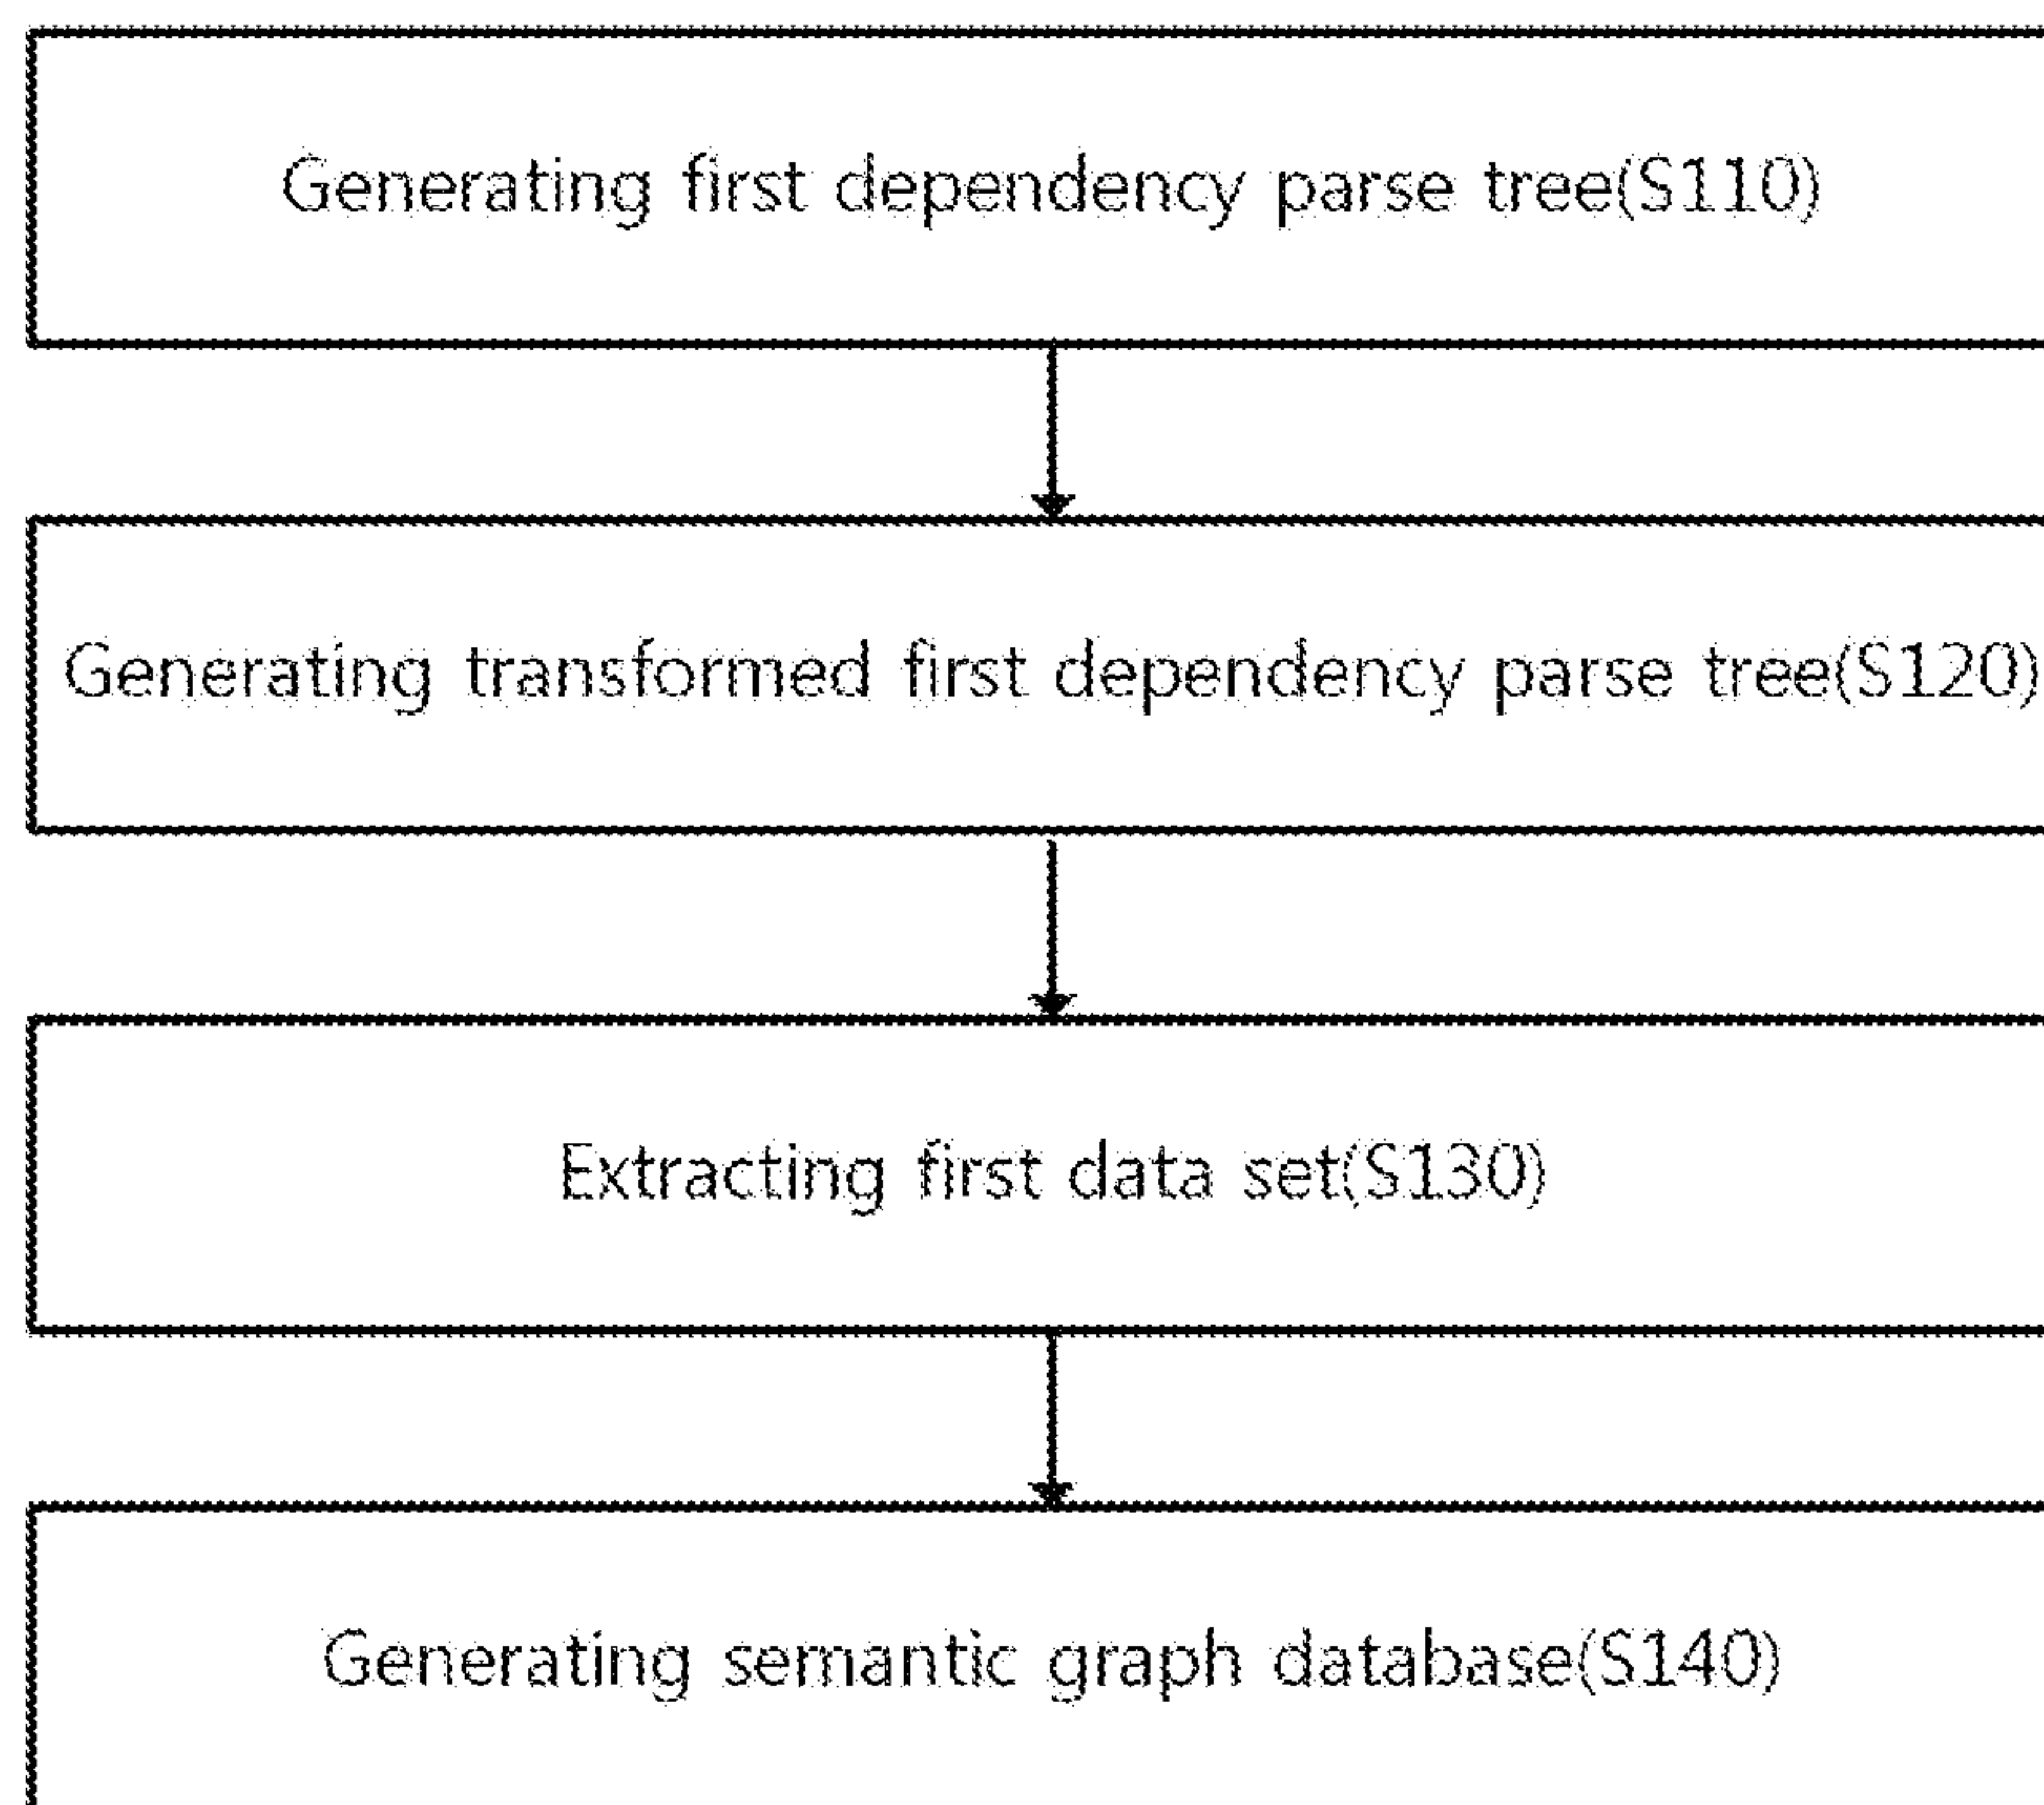 Generating first dependency parse tree(S110)
Generating transformed first dependency parse tree(S120)
Extracting first data set(S130)
Generating semantic graph database(S140)